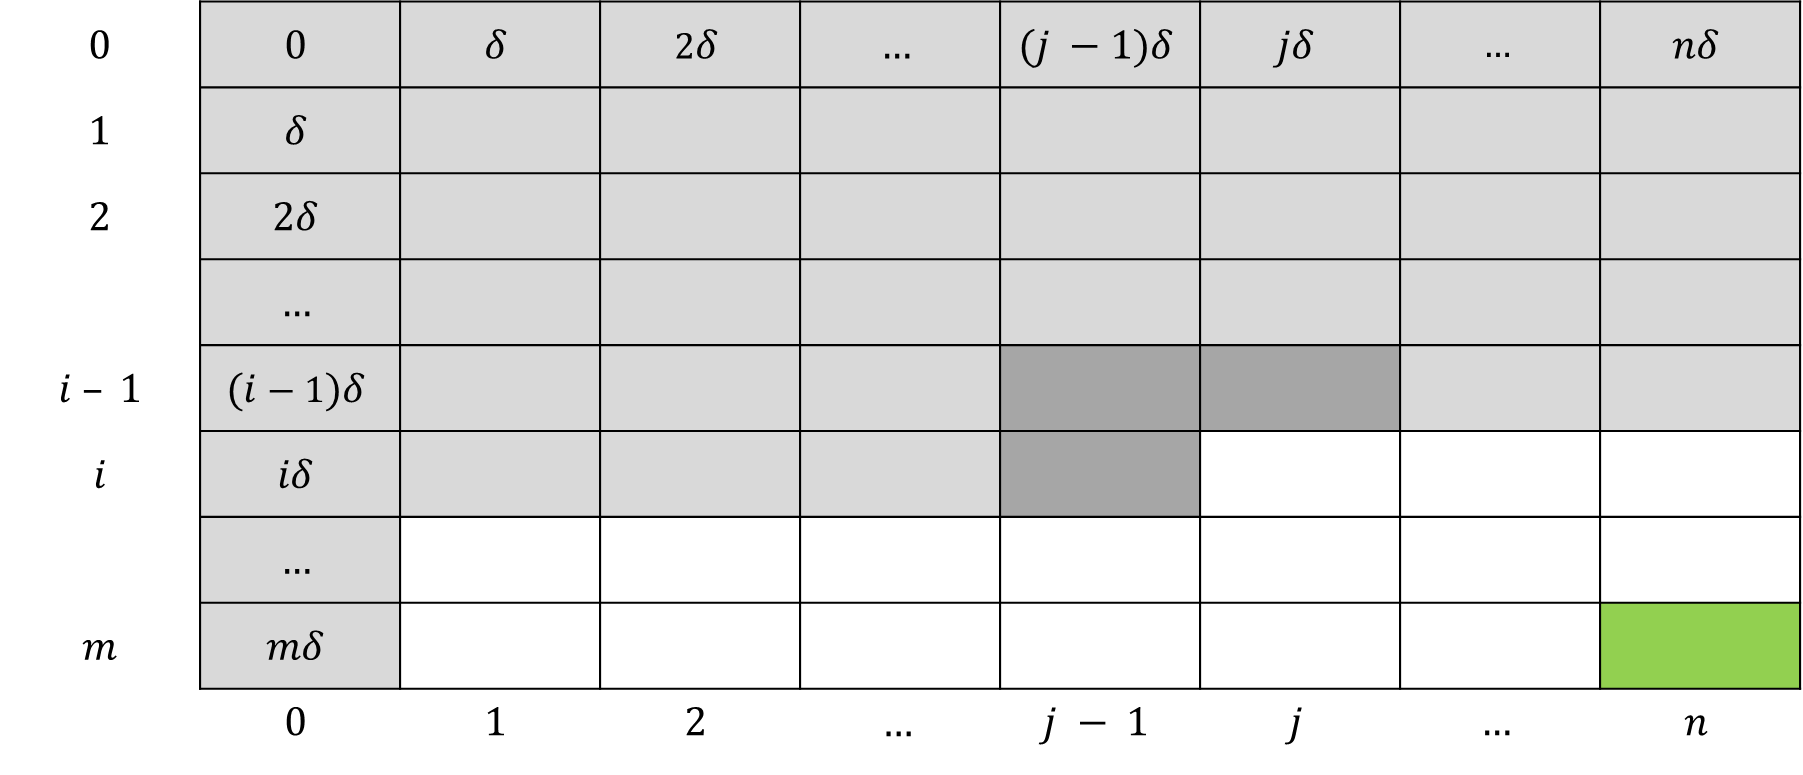 0 0 δ 2δ ... (j − 1)δ jδ ... nδ
1 δ
2 2δ
...
i − 1 (i − 1)δ
i iδ
...
m mδ
0 1 2 ... j − 1 j ... n